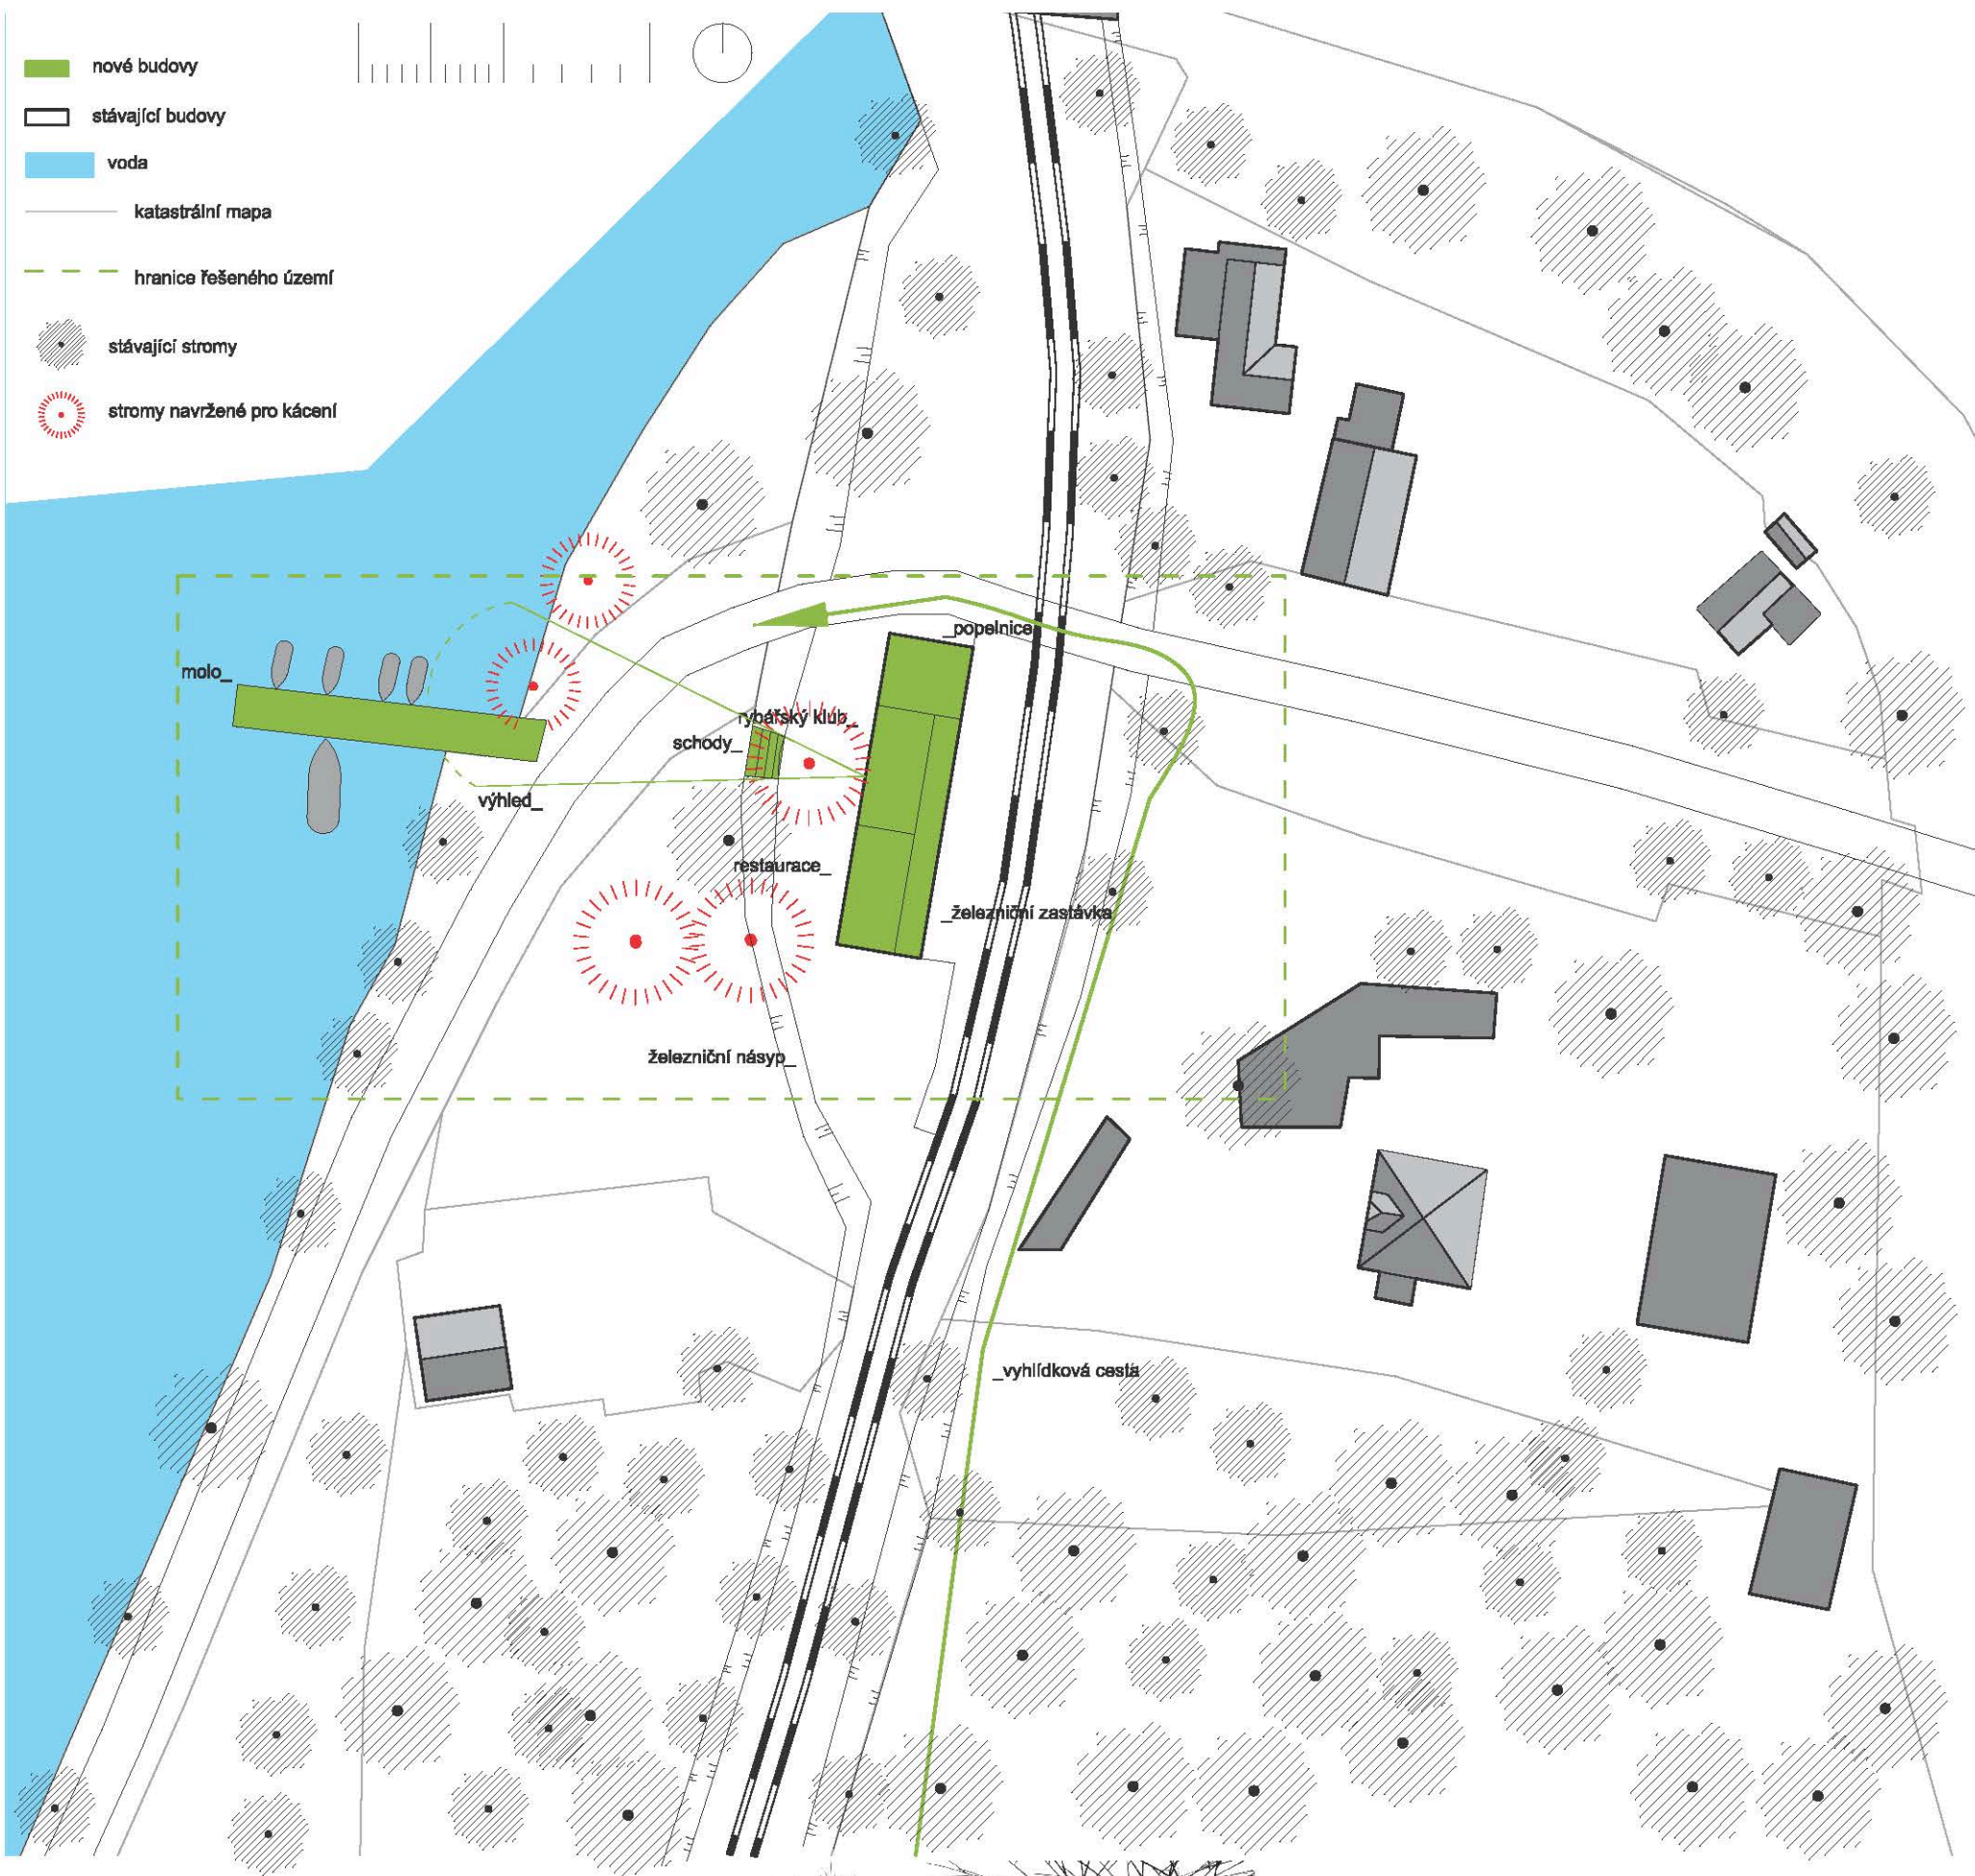 nové budovy
stávající budovy
voda
katastrální mapa
hranice řešeného území
stávající stromy
stromy navržené pro kácení
_popelnice
molo_
rybářský klub_
schody_
výhled_
restaurace_
_železniční zastávka
železniční násyp_
_vyhlídková cesta